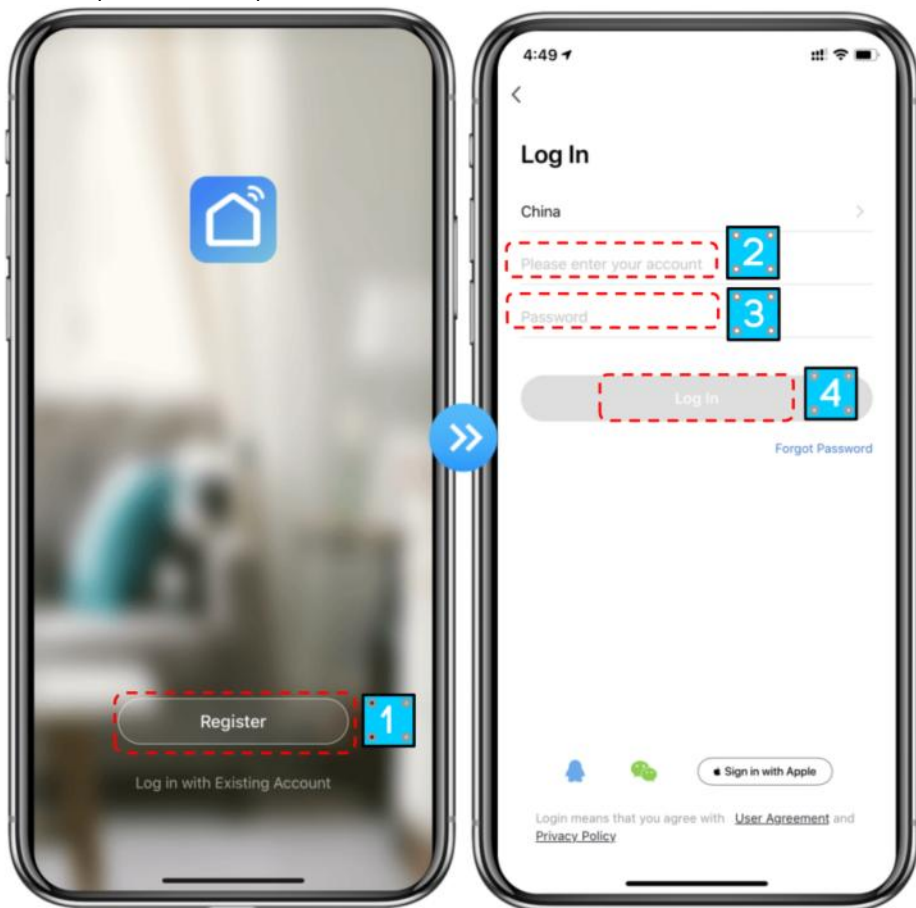 Register
1
Log in with Existing Account
4:49
Log In
China
Please enter your account
2
Password
3
Log In
4
Forgot Password
Sign in with Apple
Login means that you agree with User Agreement and
Privacy Policy